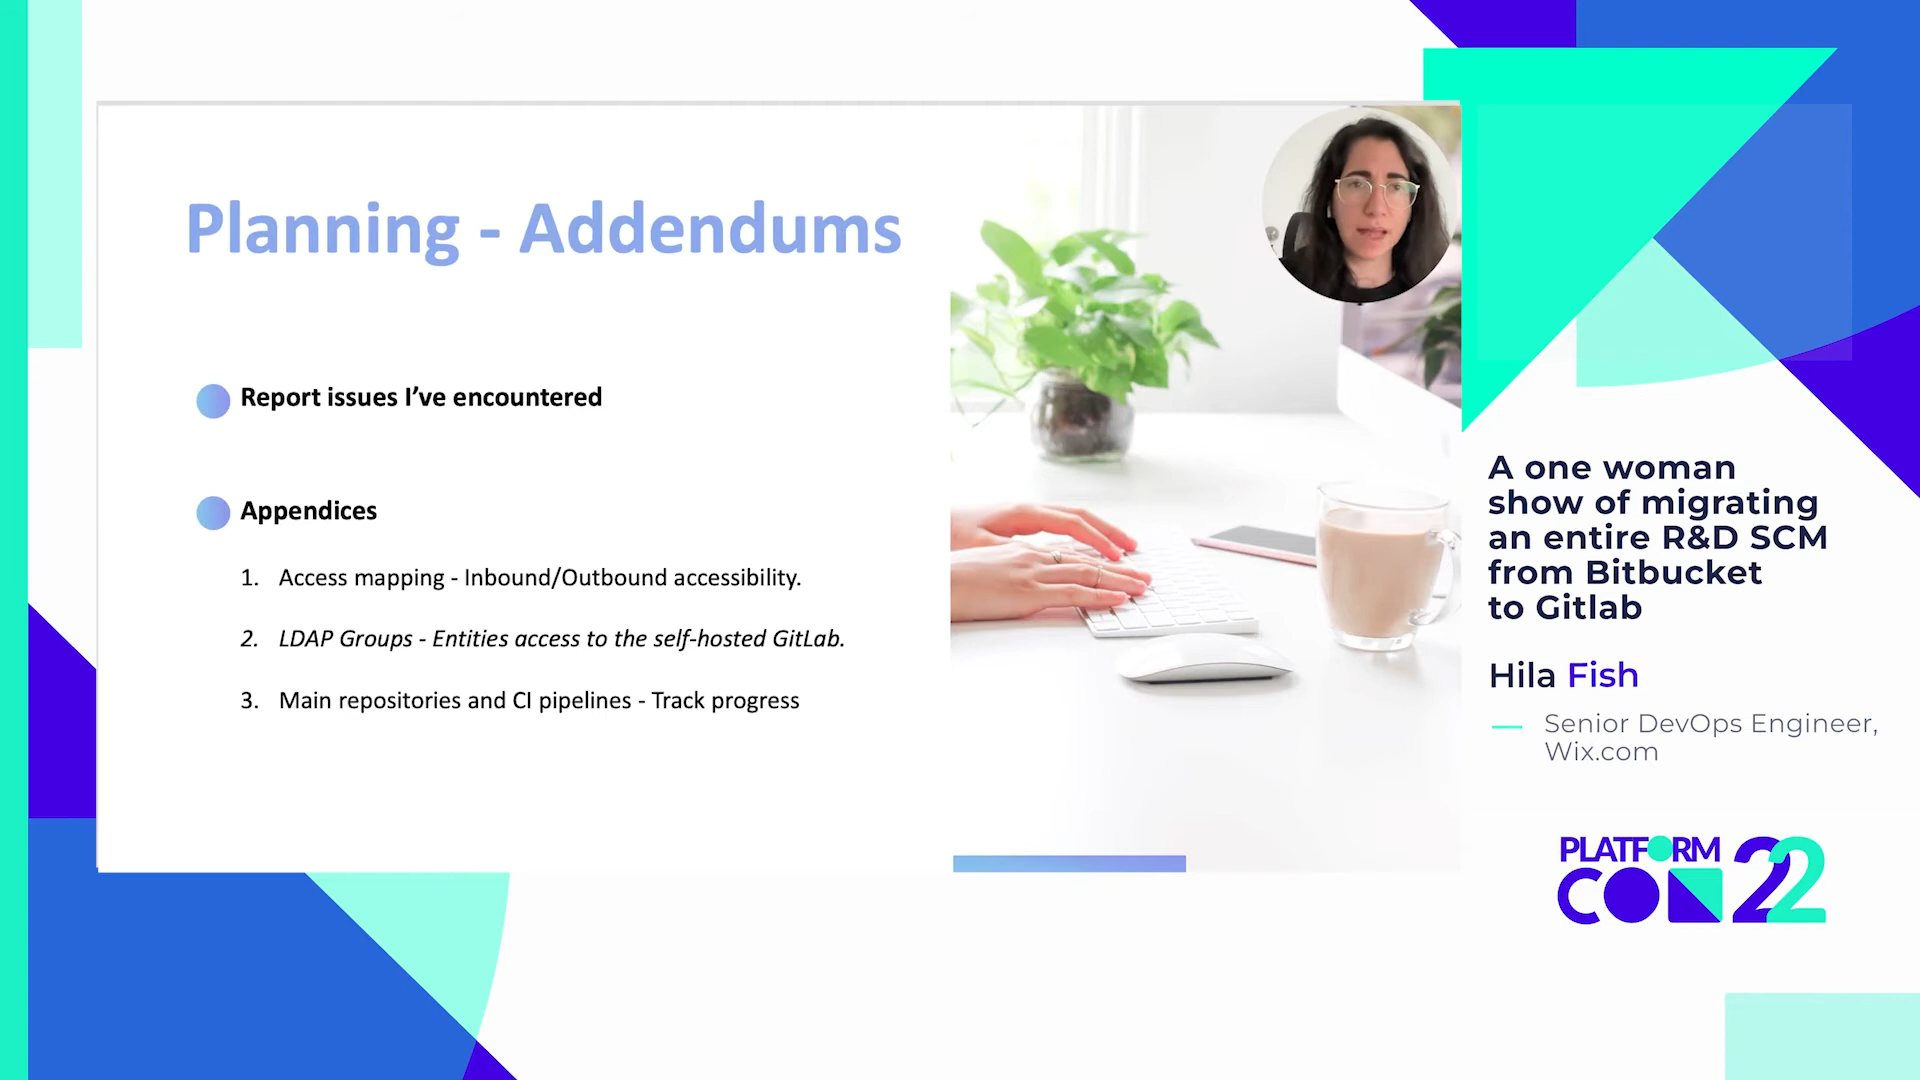 Planning - Addendums
Report issues I’ve encountered
Appendices
1. Access mapping - Inbound/Outbound accessibility.
2. LDAP Groups - Entities access to the self-hosted GitLab.
3. Main repositories and CI pipelines - Track progress
A one woman
show of migrating
an entire R&D SCM
from Bitbucket
to Gitlab
Hila Fish
Senior DevOps Engineer,
Wix.com
PLATFORM
CON 22